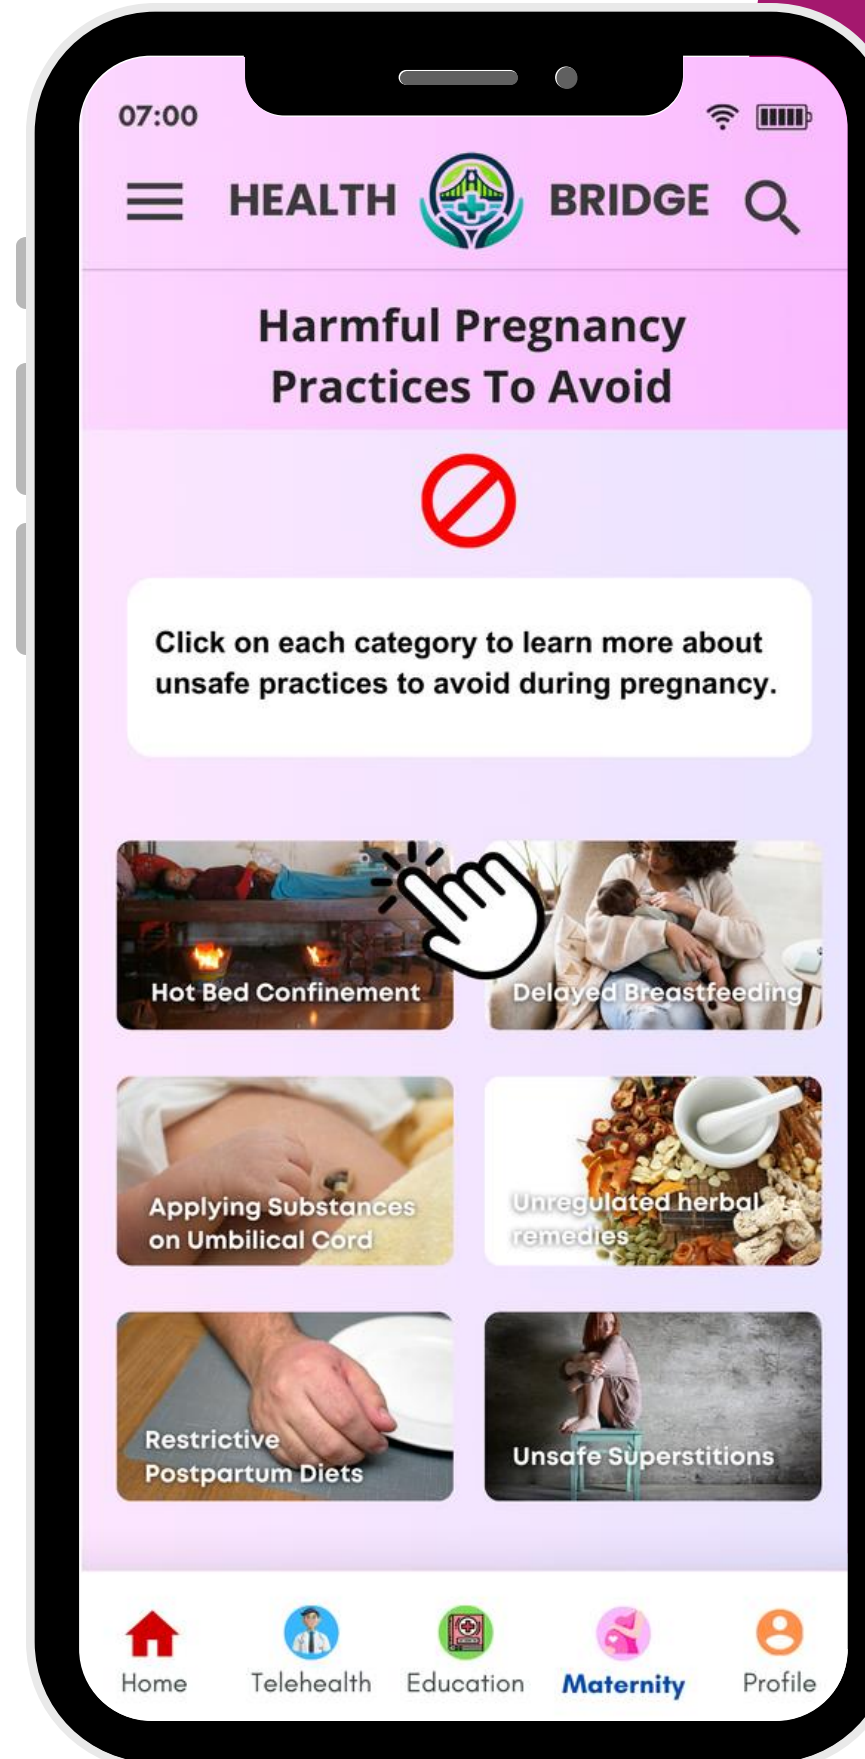 07:00
HEALTH BRIDGE
Harmful Pregnancy
Practices To Avoid
Click on each category to learn more about
unsafe practices to avoid during pregnancy.
Hot Bed Confinement
Delayed Breastfeeding
Applying Substances
on Umbilical Cord
Unregulated herbal
remedies
Restrictive
Postpartum Diets
Unsafe Superstitions
Home
Telehealth
Education
Maternity
Profile